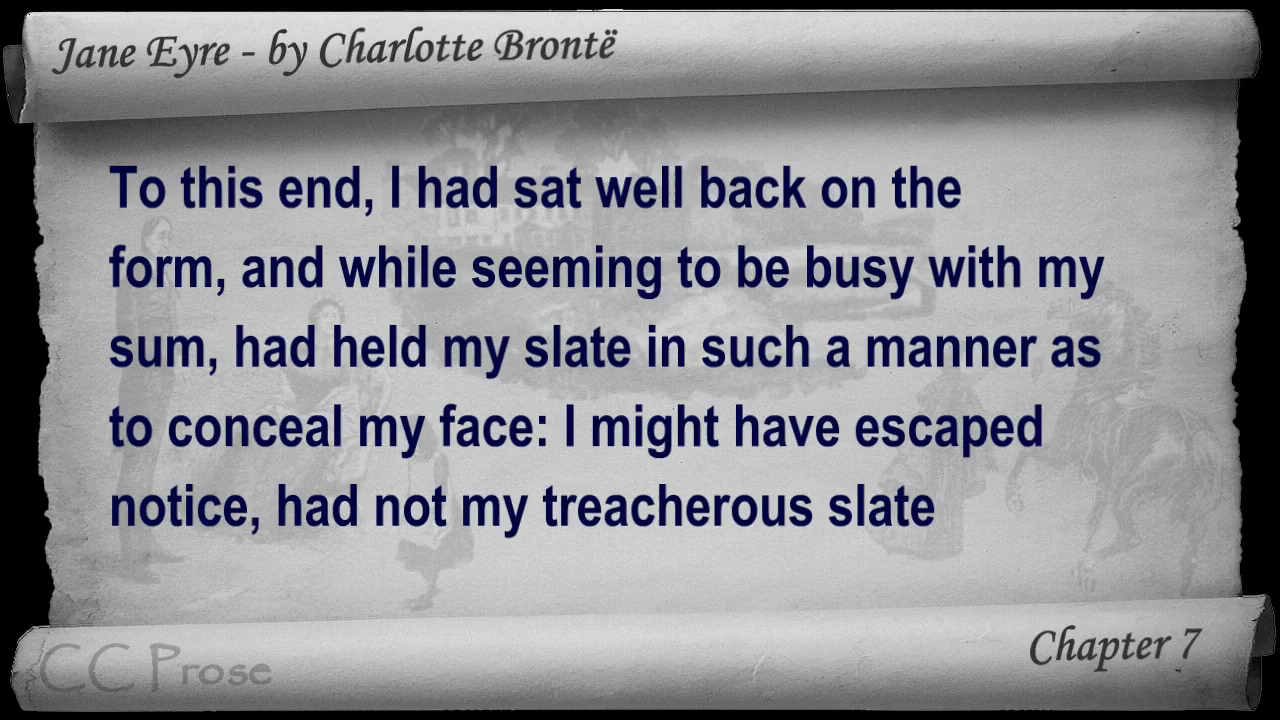 Jane Eyre - by Charlotte Brontë
To this end, I had sat well back on the
form, and while seeming to be busy with my
sum, had held my slate in such a manner as
to conceal my face: I might have escaped
notice, had not my treacherous slate
Chapter 7
CC Prose